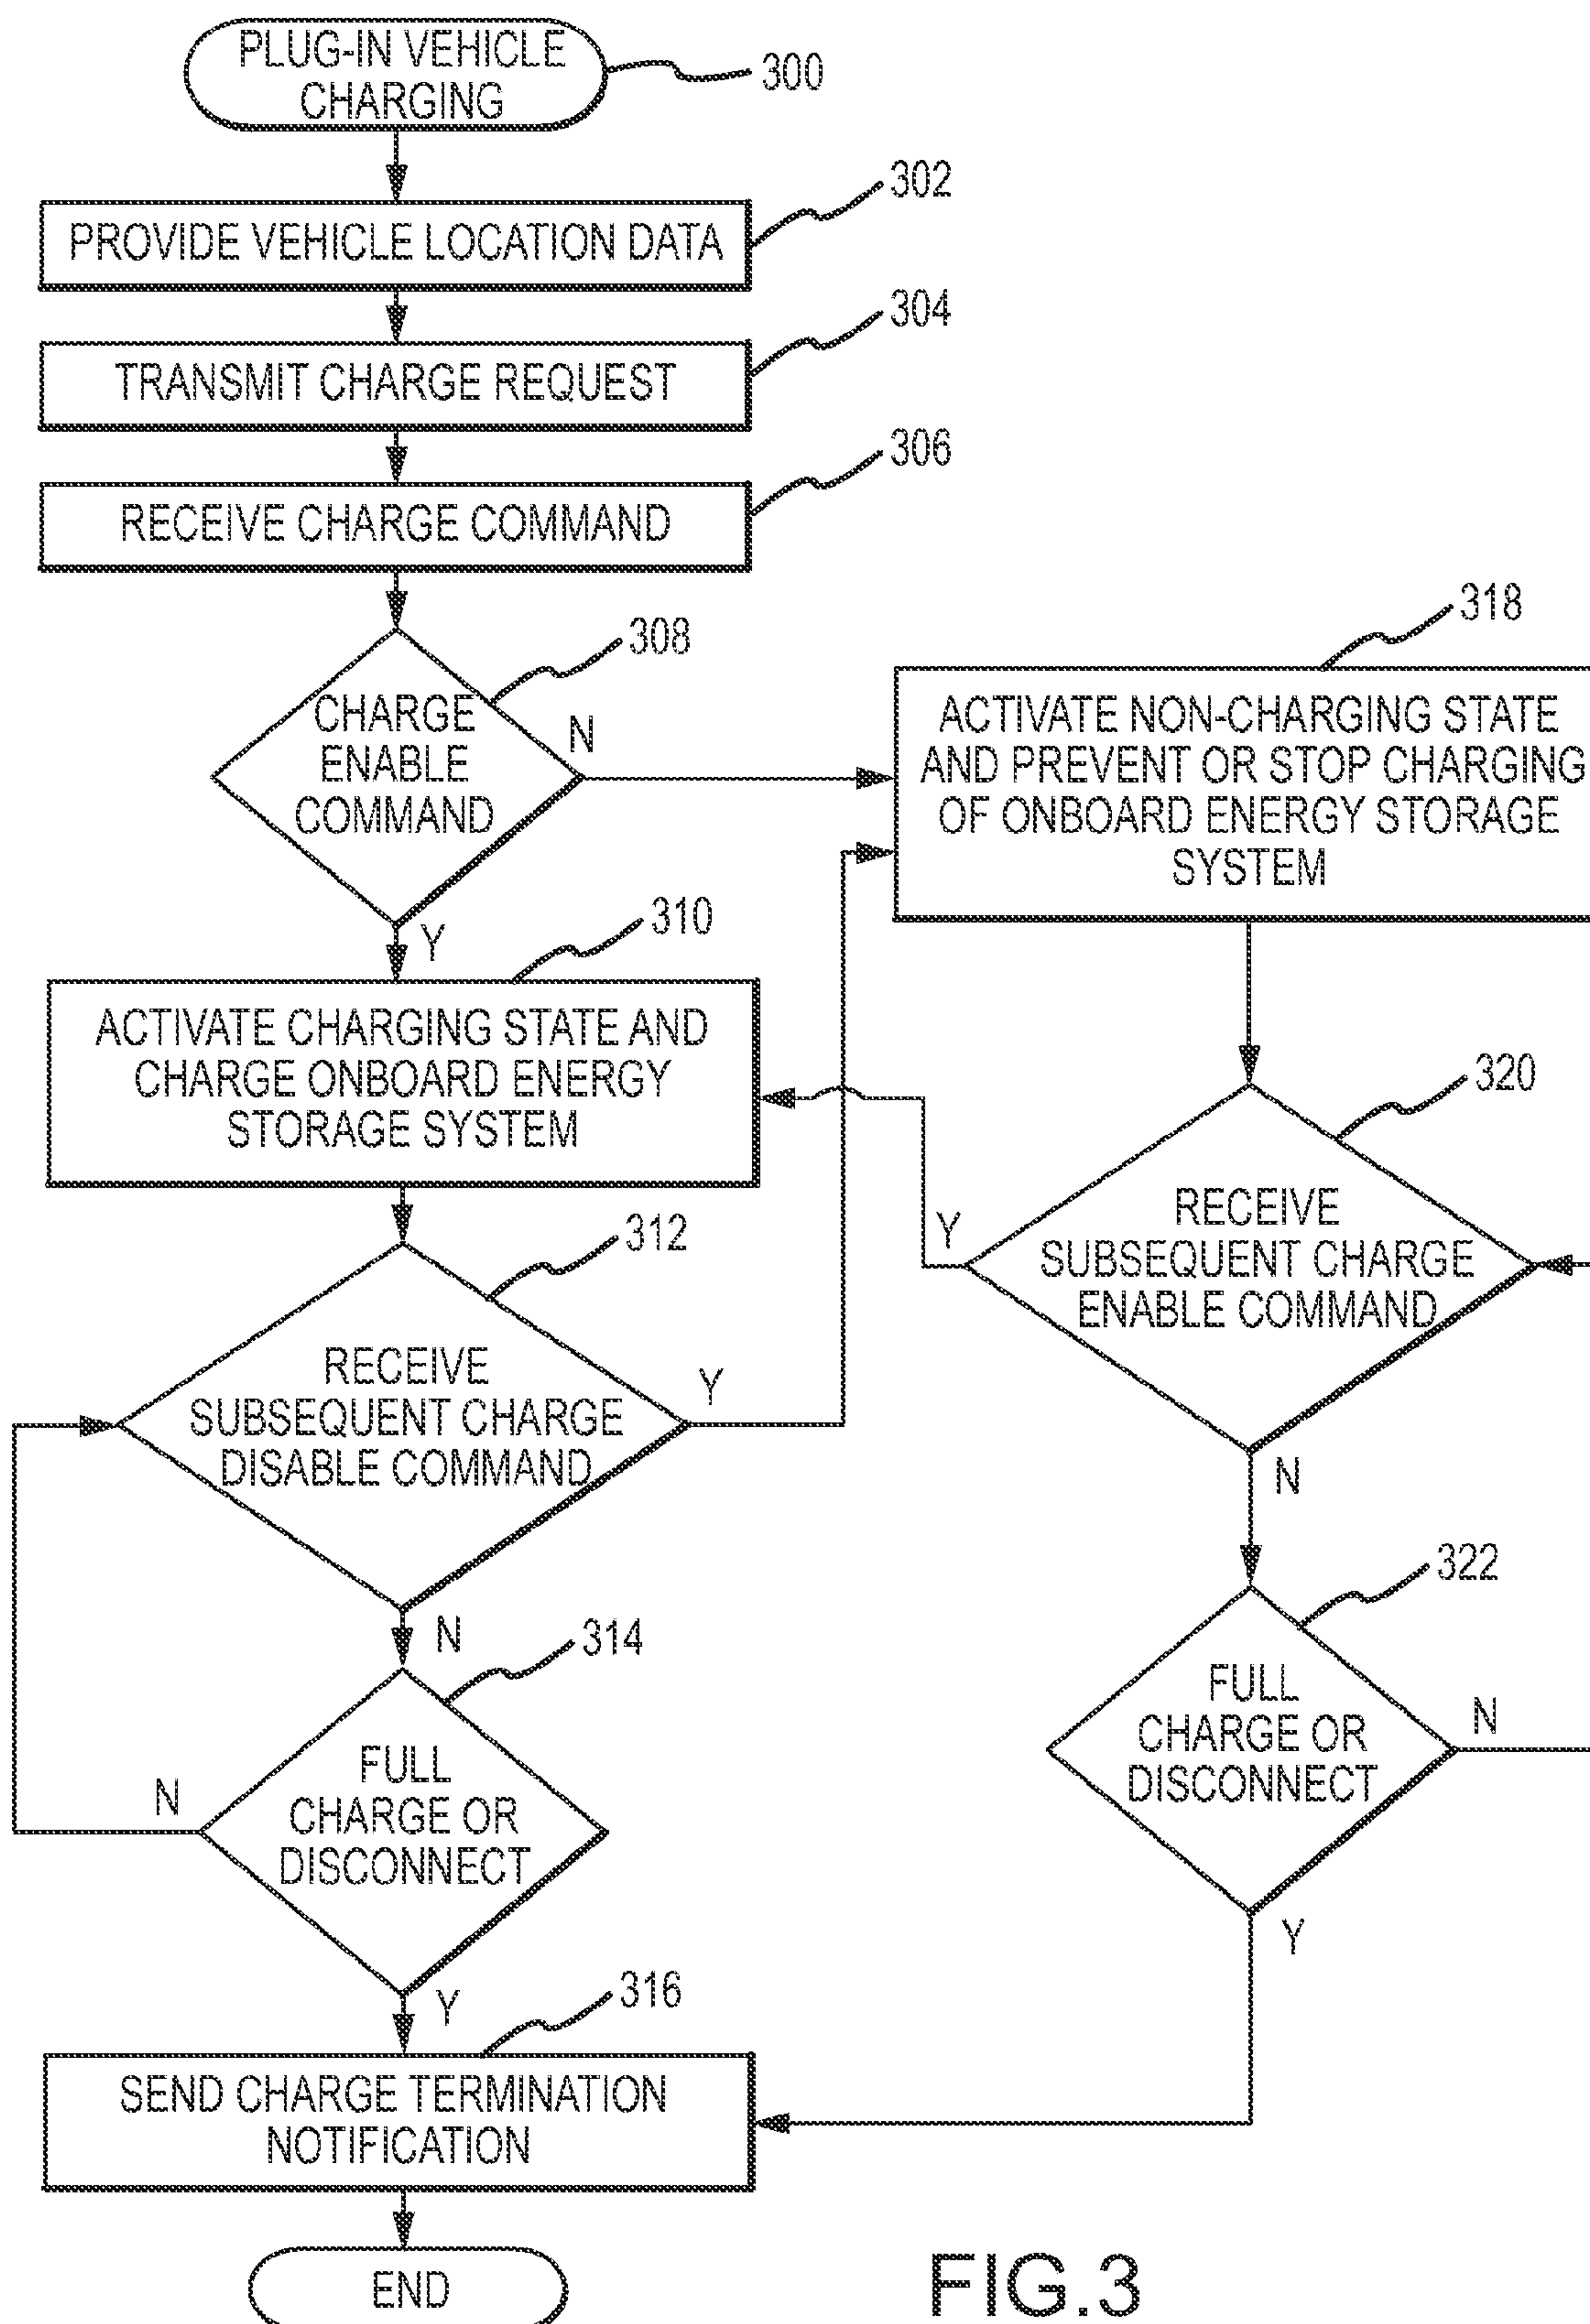 PLUG-IN VEHICLE
CHARGING
300
302
PROVIDE VEHICLE LOCATION DATA
304
TRANSMIT CHARGE REQUEST
306
RECEIVE CHARGE COMMAND
308
CHARGE
ENABLE
COMMAND
N
Y
310
ACTIVATE CHARGING STATE AND
CHARGE ONBOARD ENERGY
STORAGE SYSTEM
312
RECEIVE
SUBSEQUENT CHARGE
DISABLE COMMAND
Y
N
314
FULL
CHARGE OR
DISCONNECT
N
Y
316
SEND CHARGE TERMINATION
NOTIFICATION
END
318
ACTIVATE NON-CHARGING STATE
AND PREVENT OR STOP CHARGING
OF ONBOARD ENERGY STORAGE
SYSTEM
320
RECEIVE
SUBSEQUENT CHARGE
ENABLE COMMAND
Y
N
322
FULL
CHARGE OR
DISCONNECT
N
Y
FIG.3